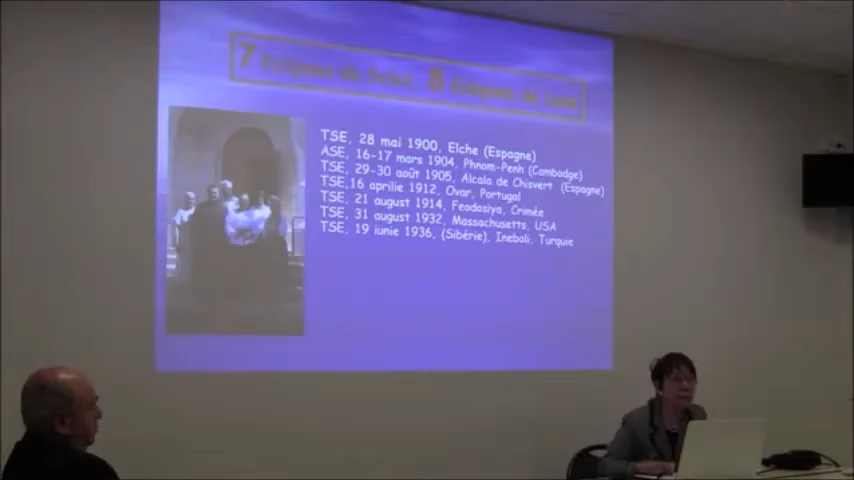 7 Eclipses de Soleil, 8 Eclipses de Lune
TSE, 28 mai 1900, Elche (Espagne)
ASE, 16-17 mars 1904, Phnom-Penh (Cambodge)
TSE, 29-30 août 1905, Alcala de Chisvert (Espagne)
TSE,16 aprilie 1912, Ovar, Portugal
TSE, 21 august 1914, Feodosiya, Crimée
TSE, 31 august 1932, Massachusetts, USA
TSE, 19 iunie 1936, (Sibérie), Inebali, Turquie